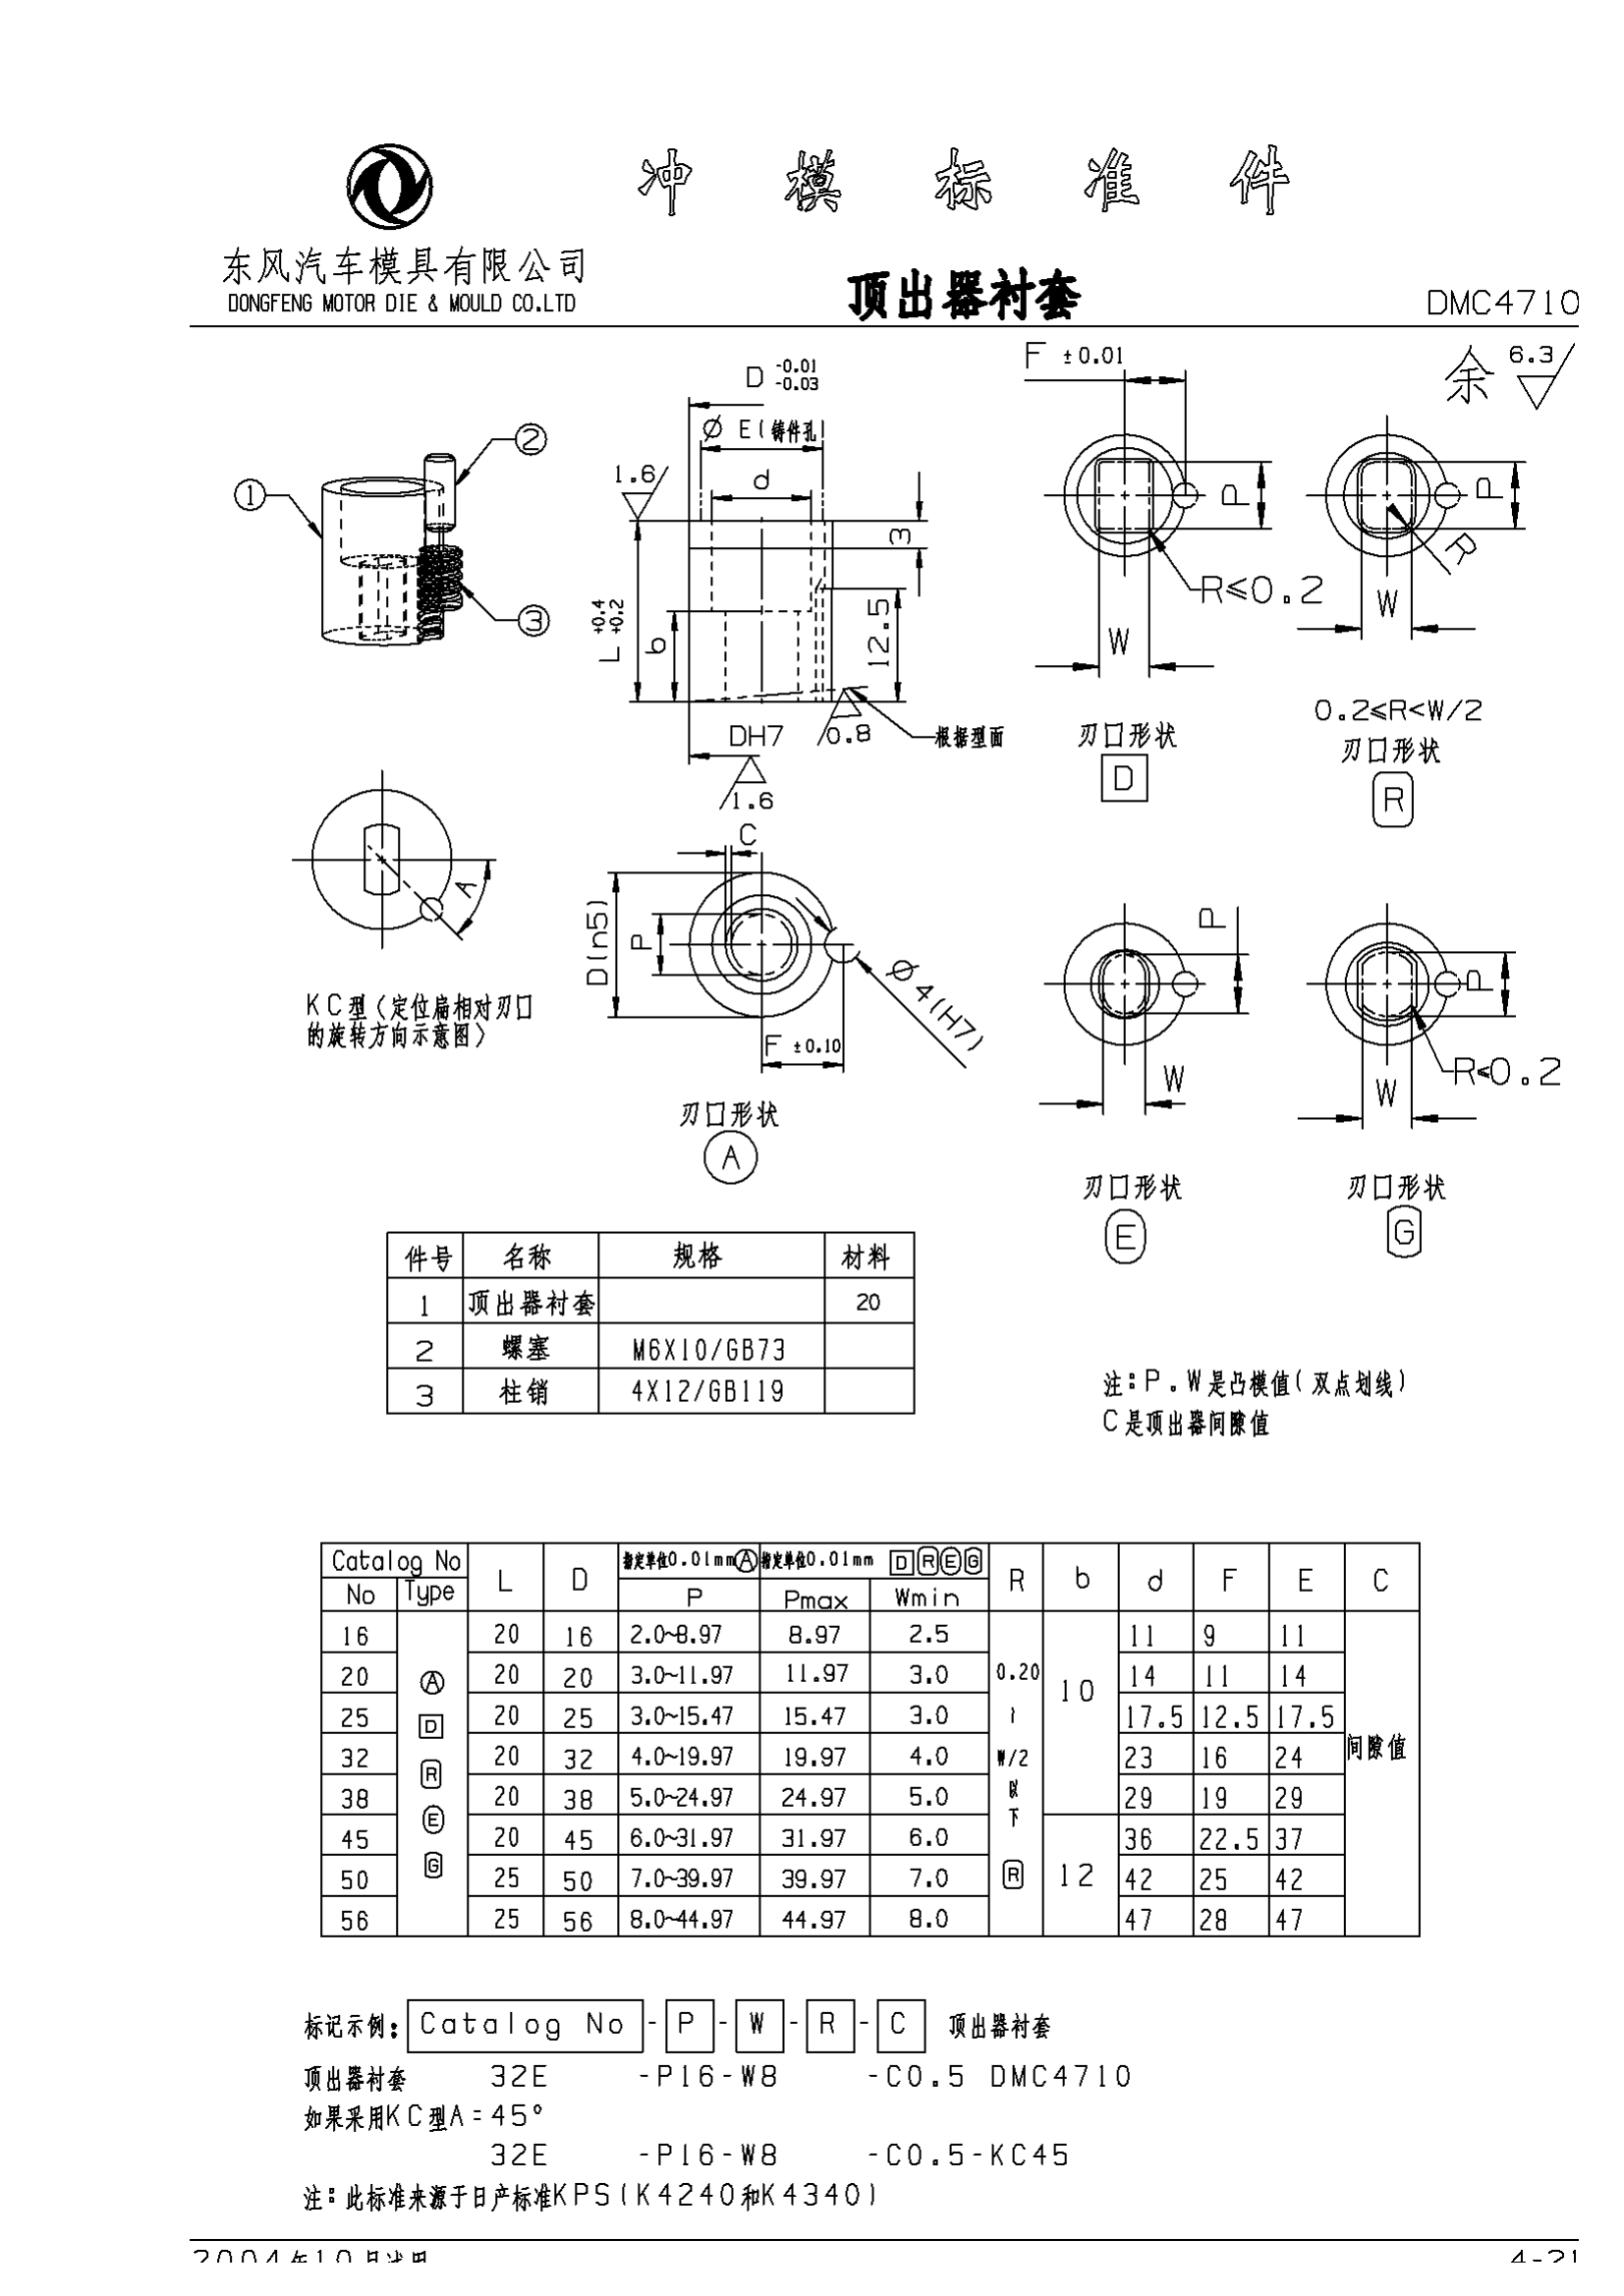 冲 模 标 准 件
东风汽车模具有限公司
DONGFENG MOTOR DIE & MOULD CO.LTD
顶出器衬套
DMC4710
余 6.3
D -0.01 -0.03
Ø E(铸件孔)
d
1.6
3
L +0.4 +0.2
b
12.5
DH7
0.8
根据型面
1.6
1
2
3
F ±0.01
P
R≤0.2
W
刃口形状
D
P
R
W
0.2≤R<W/2
刃口形状
R
A
KC型(定位扁相对刃口
的旋转方向示意图)
C
D(n5)
P
Ø4(H7)
F ±0.10
刃口形状
A
P
W
刃口形状
E
P
R≤0.2
W
刃口形状
G
件号 名称 规格 材料
1 顶出器衬套 20
2 螺塞 M6X10/GB73
3 柱销 4X12/GB119
注:P。W是凸模值(双点划线)
C是顶出器间隙值
Catalog No L D 指定单位0.01mm A 指定单位0.01mm D R E G R b d F E C
No Type P Pmax Wmin
16 20 16 2.0~8.97 8.97 2.5 11 9 11
20 A 20 20 3.0~11.97 11.97 3.0 0.20 10 14 11 14
25 D 20 25 3.0~15.47 15.47 3.0 ~ 17.5 12.5 17.5
32 R 20 32 4.0~19.97 19.97 4.0 W/2 23 16 24 间隙值
38 20 38 5.0~24.97 24.97 5.0 以下 29 19 29
45 E 20 45 6.0~31.97 31.97 6.0 36 22.5 37
50 G 25 50 7.0~39.97 39.97 7.0 R 12 42 25 42
56 25 56 8.0~44.97 44.97 8.0 47 28 47
标记示例: Catalog No - P - W - R - C 顶出器衬套
顶出器衬套 32E -P16-W8 -C0.5 DMC4710
如果采用KC型A=45°
32E -P16-W8 -C0.5-KC45
注:此标准来源于日产标准KPS(K4240和K4340)
2004年10月
4-21